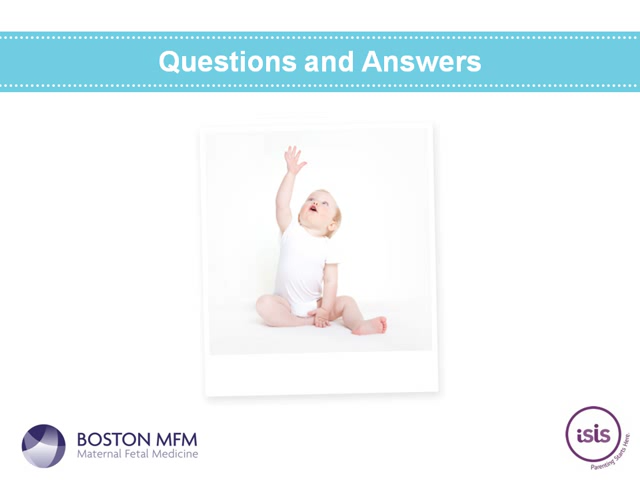 Questions and Answers
BOSTON MFM
Maternal Fetal Medicine
isis
Parenting Starts Here.